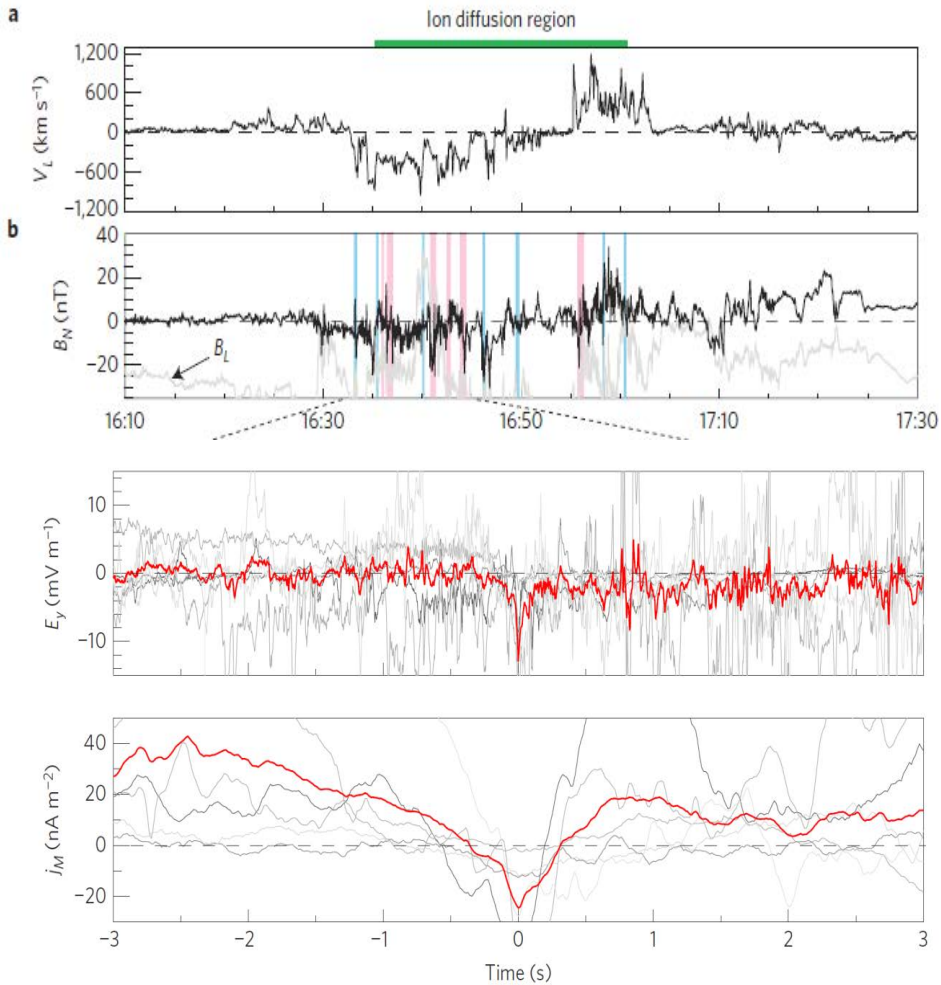 a
Ion diffusion region
1,200
600
0
−600
−1,200
V_L (km s⁻¹)
b
40
20
0
−20
B_N (nT)
B_L
16:10 16:30 16:50 17:10 17:30
10
0
−10
E_y (mV m⁻¹)
40
20
0
−20
j_M (nA m⁻²)
−3 −2 −1 0 1 2 3
Time (s)